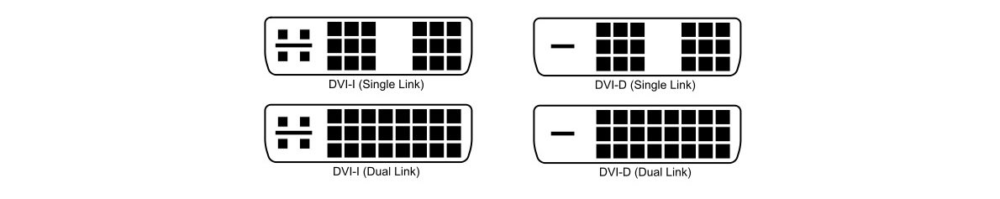 DVI-I (Single Link)
DVI-D (Single Link)
DVI-I (Dual Link)
DVI-D (Dual Link)